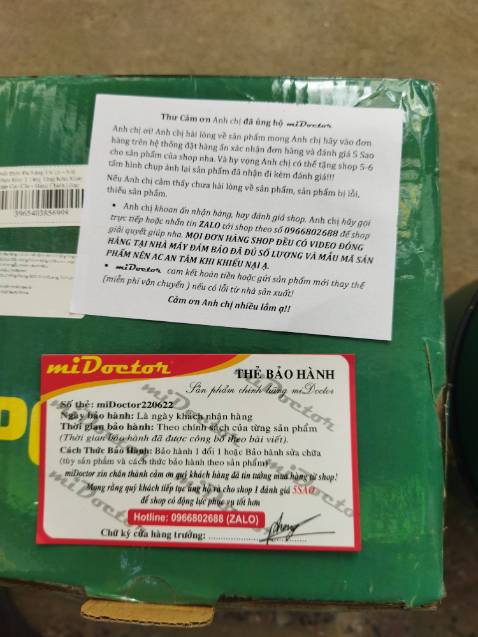 Thư Cảm ơn Anh chị đã ủng hộ miDoctor
Anh chị ơi! Anh chị hài lòng về sản phẩm mong Anh chị hãy vào đơn
hàng trên hệ thống đặt hàng ấn xác nhận đơn hàng và đánh giá 5 Sao
cho sản phẩm của shop nha. Và hy vọng Anh chị có thể tặng shop 5-6
tấm hình chụp ảnh lại sản phẩm đã nhận đi kèm đánh giá!!!
Nếu Anh chị cảm thấy chưa hài lòng về sản phẩm, sản phẩm bị lỗi,
thiếu sản phẩm.
• Anh chị khoan ấn nhận hàng, hay đánh giá shop. Anh chị hãy gọi
trực tiếp hoặc nhắn tin ZALO tới shop theo số 0966802688 để shop
giải quyết giúp nha. MỌI ĐƠN HÀNG SHOP ĐỀU CÓ VIDEO ĐÓNG
HÀNG TẠI NHÀ MÁY ĐẢM BẢO ĐÃ ĐỦ SỐ LƯỢNG VÀ MẪU MÃ SẢN
PHẨM NÊN AC AN TÂM KHI KHIẾU NẠI Ạ.
• miDoctor cam kết hoàn tiền hoặc gửi sản phẩm mới thay thế
(miễn phí vận chuyển) nếu có lỗi từ nhà sản xuất!
Cảm ơn Anh chị nhiều lắm ạ!!
3965403856998
miDoctor
THẺ BẢO HÀNH
Sản phẩm chính hãng miDoctor
Số thẻ: miDoctor220622
Ngày bảo hành: Là ngày khách nhận hàng
Thời gian bảo hành: Theo chính sách của từng sản phẩm
(Thời gian bảo hành đã được công bố theo bài viết).
Cách Thức Bảo Hành: Bảo hành 1 đổi 1 hoặc Bảo hành sửa chữa
(tùy sản phẩm và cách thức bảo hành theo sản phẩm)
miDoctor xin chân thành cảm ơn quý khách hàng đã tin tưởng mua hàng từ shop!
Mong rằng quý khách tiếp tục ủng hộ và cho shop 1 đánh giá 5SAO
để shop có động lực phục vụ tốt hơn
Hotline: 0966802688 (ZALO)
Chữ ký cửa hàng trưởng: